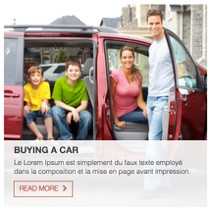 BUYING A CAR
Le Lorem Ipsum est simplement du faux texte employé
dans la composition et la mise en page avant impression.
READ MORE >